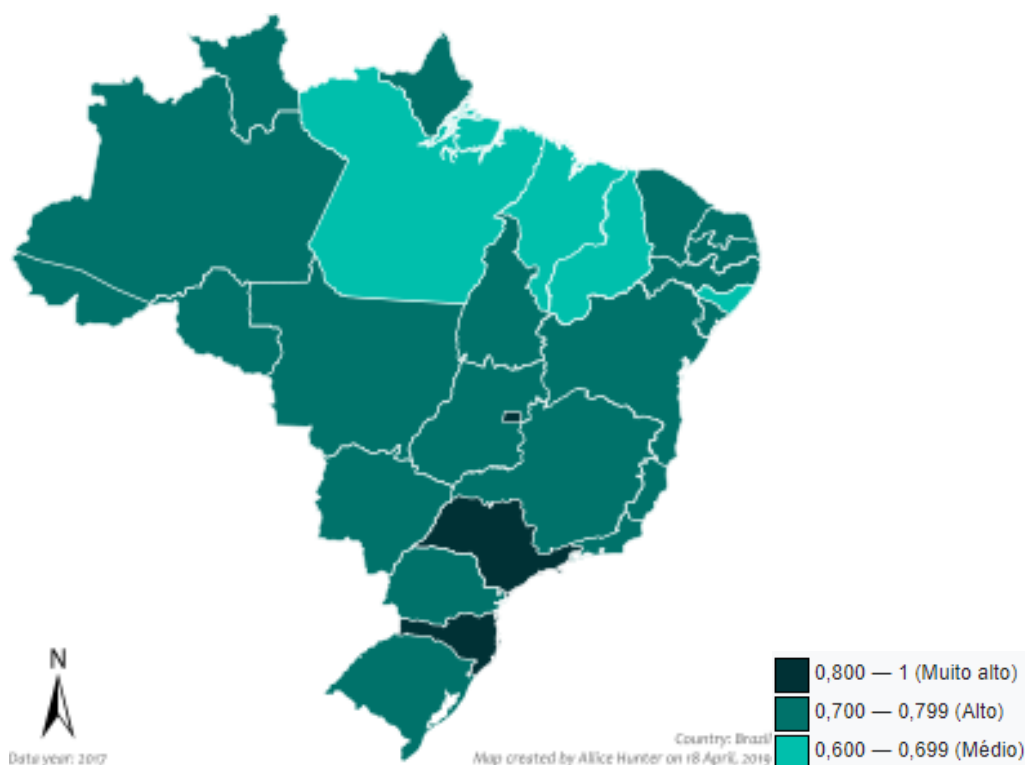 N
Data year: 2017
Country: Brazil
Map created by Allice Hunter on 18 April, 2019
0,800 — 1 (Muito alto)
0,700 — 0,799 (Alto)
0,600 — 0,699 (Médio)